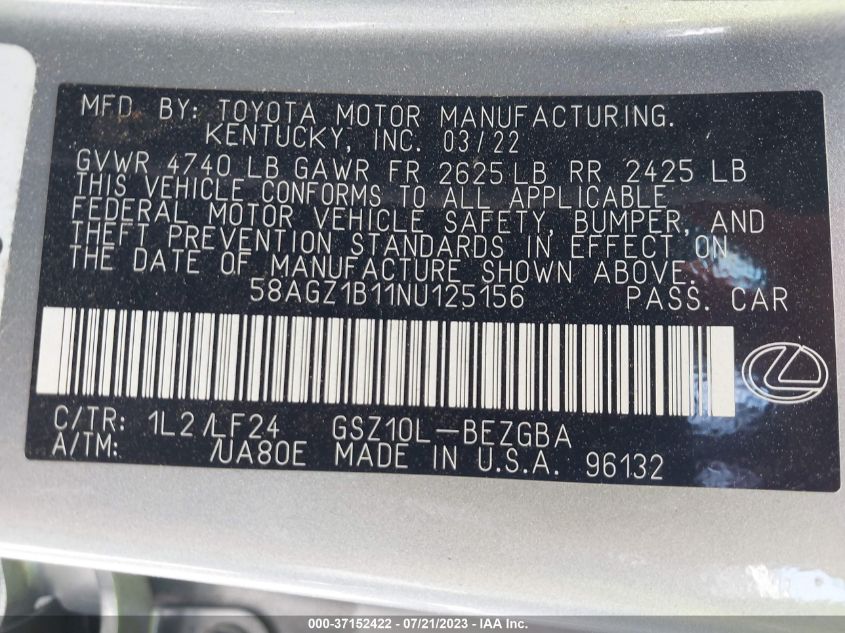 MFD. BY: TOYOTA MOTOR MANUFACTURING.
KENTUCKY, INC. 03/22
GVWR 4740 LB GAWR FR 2625 LB RR 2425 LB
THIS VEHICLE CONFORMS TO ALL APPLICABLE
FEDERAL MOTOR VEHICLE SAFETY, BUMPER, AND
THEFT PREVENTION STANDARDS IN EFFECT ON
THE DATE OF MANUFACTURE SHOWN ABOVE.
58AGZ1B11NU125156 PASS. CAR
C/TR: 1L2 /LF24 GSZ10L-BEZGBA
A/TM: /UA80E MADE IN U.S.A. 96132
000-37152422 - 07/21/2023 - IAA Inc.